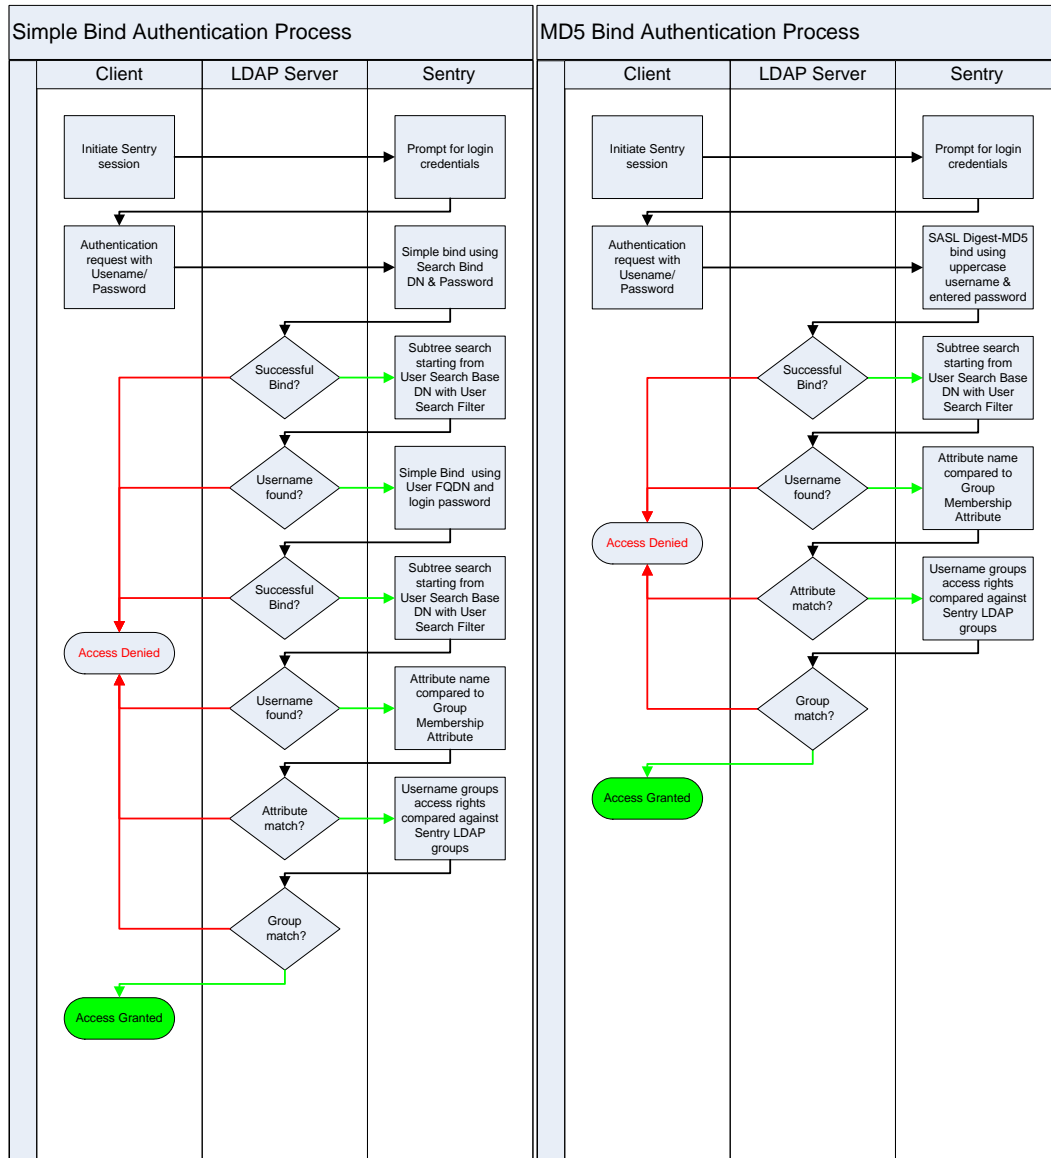 Simple Bind Authentication Process
Client
LDAP Server
Sentry
Initiate Sentry
session
Prompt for login
credentials
Authentication
request with
Usename/
Password
Simple bind using
Search Bind
DN & Password
Successful
Bind?
Subtree search
starting from
User Search Base
DN with User
Search Filter
Username
found?
Simple Bind using
User FQDN and
login password
Successful
Bind?
Subtree search
starting from
User Search Base
DN with User
Search Filter
Access Denied
Username
found?
Attribute name
compared to
Group
Membership
Attribute
Attribute
match?
Username groups
access rights
compared against
Sentry LDAP
groups
Group
match?
Access Granted
MD5 Bind Authentication Process
Client
LDAP Server
Sentry
Initiate Sentry
session
Prompt for login
credentials
Authentication
request with
Username/
Password
SASL Digest-MD5
bind using
uppercase
username &
entered password
Successful
Bind?
Subtree search
starting from
User Search Base
DN with User
Search Filter
Username
found?
Attribute name
compared to
Group
Membership
Attribute
Access Denied
Attribute
match?
Username groups
access rights
compared against
Sentry LDAP
groups
Group
match?
Access Granted